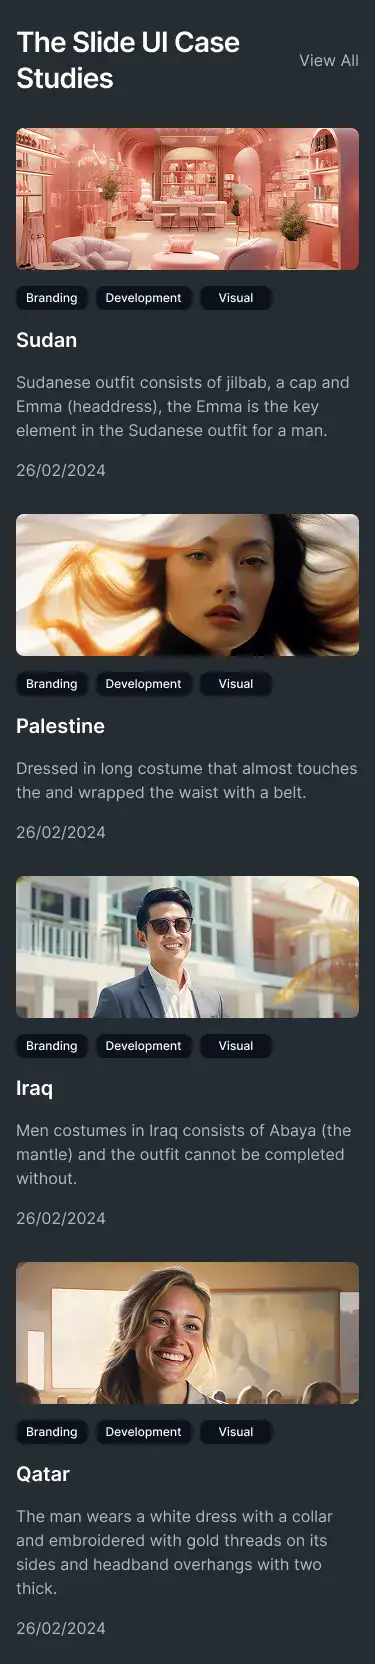 The Slide UI Case
Studies
View All
Branding Development Visual
Sudan
Sudanese outfit consists of jilbab, a cap and
Emma (headdress), the Emma is the key
element in the Sudanese outfit for a man.
26/02/2024
Branding Development Visual
Palestine
Dressed in long costume that almost touches
the and wrapped the waist with a belt.
26/02/2024
Branding Development Visual
Iraq
Men costumes in Iraq consists of Abaya (the
mantle) and the outfit cannot be completed
without.
26/02/2024
Branding Development Visual
Qatar
The man wears a white dress with a collar
and embroidered with gold threads on its
sides and headband overhangs with two
thick.
26/02/2024